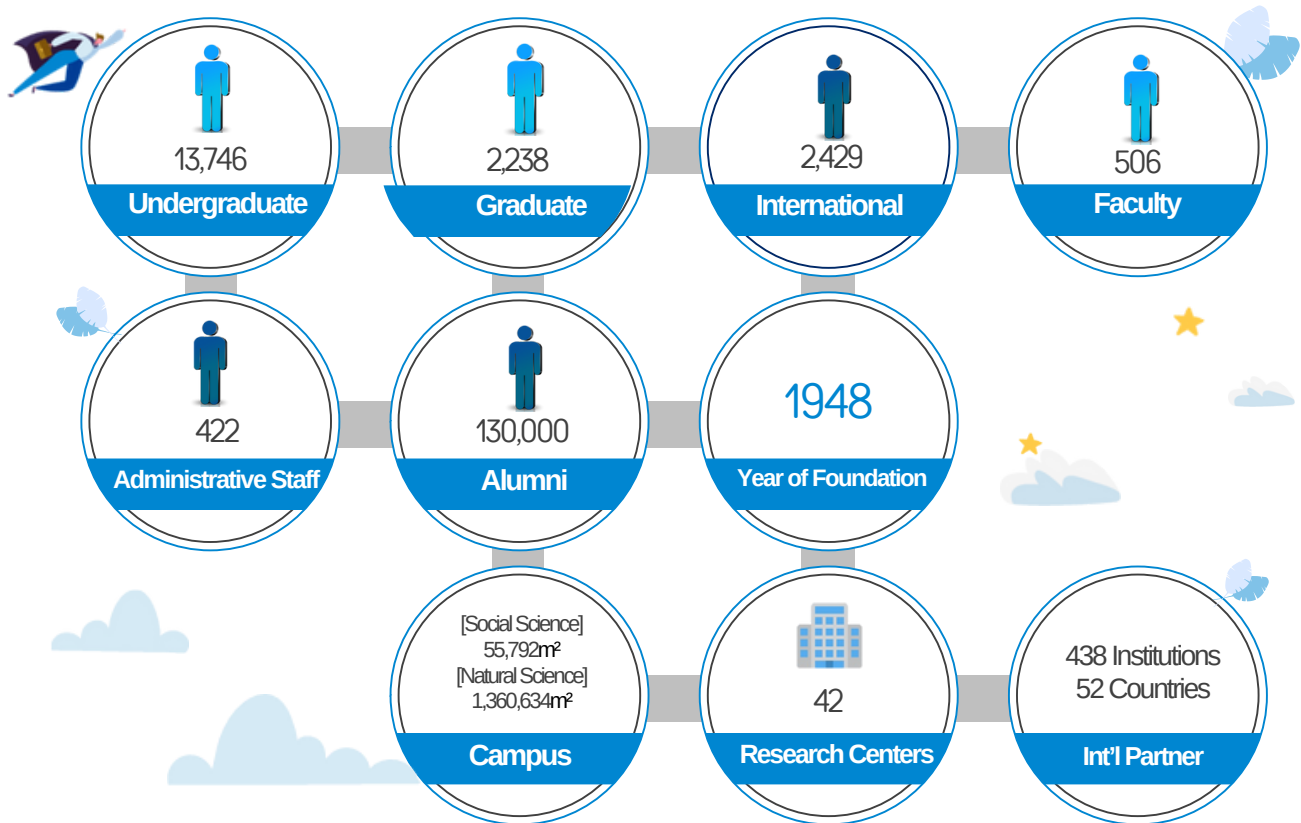 13,746
Undergraduate
2,238
Graduate
2,429
International
506
Faculty
422
Administrative Staff
130,000
Alumni
1948
Year of Foundation
[Social Science]
55,792m²
[Natural Science]
1,360,634m²
Campus
42
Research Centers
438 Institutions
52 Countries
Int'l Partner